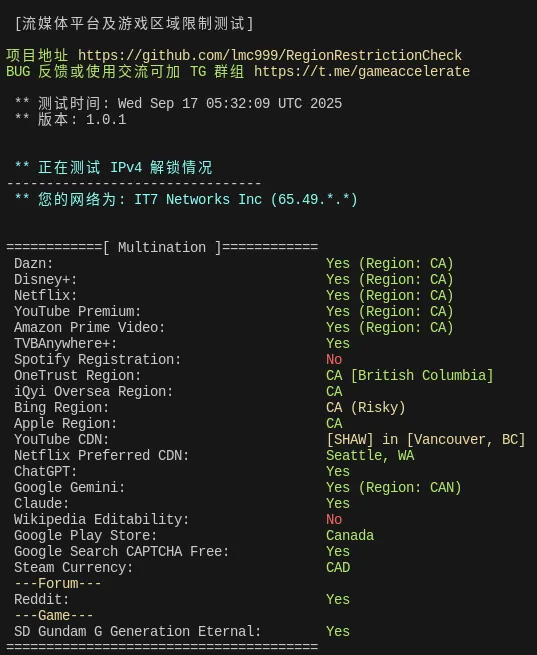 [流媒体平台及游戏区域限制测试]
项目地址 https://github.com/lmc999/RegionRestrictionCheck
BUG 反馈或使用交流可加 TG 群组 https://t.me/gameaccelerate
** 测试时间: Wed Sep 17 05:32:09 UTC 2025
** 版本: 1.0.1
** 正在测试 IPv4 解锁情况
--------------------------------
** 您的网络为: IT7 Networks Inc (65.49.*.*)
============[ Multination ]============
Dazn: Yes (Region: CA)
Disney+: Yes (Region: CA)
Netflix: Yes (Region: CA)
YouTube Premium: Yes (Region: CA)
Amazon Prime Video: Yes (Region: CA)
TVBAnywhere+: Yes
Spotify Registration: No
OneTrust Region: CA [British Columbia]
iQyi Oversea Region: CA
Bing Region: CA (Risky)
Apple Region: CA
YouTube CDN: [SHAW] in [Vancouver, BC]
Netflix Preferred CDN: Seattle, WA
ChatGPT: Yes
Google Gemini: Yes (Region: CAN)
Claude: Yes
Wikipedia Editability: No
Google Play Store: Canada
Google Search CAPTCHA Free: Yes
Steam Currency: CAD
---Forum---
Reddit: Yes
---Game---
SD Gundam G Generation Eternal: Yes
=======================================